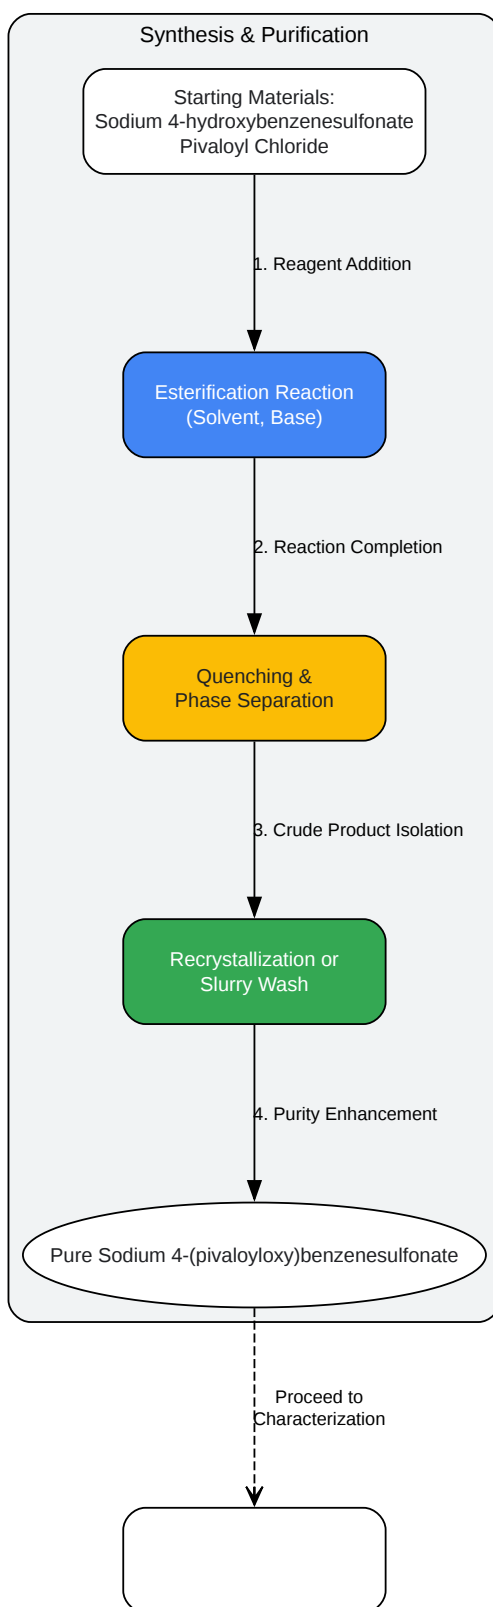 Synthesis & Purification
Starting Materials:
Sodium 4-hydroxybenzenesulfonate
Pivaloyl Chloride
1. Reagent Addition
Esterification Reaction
(Solvent, Base)
2. Reaction Completion
Quenching &
Phase Separation
3. Crude Product Isolation
Recrystallization or
Slurry Wash
4. Purity Enhancement
Pure Sodium 4-(pivaloyloxy)benzenesulfonate
Proceed to
Characterization